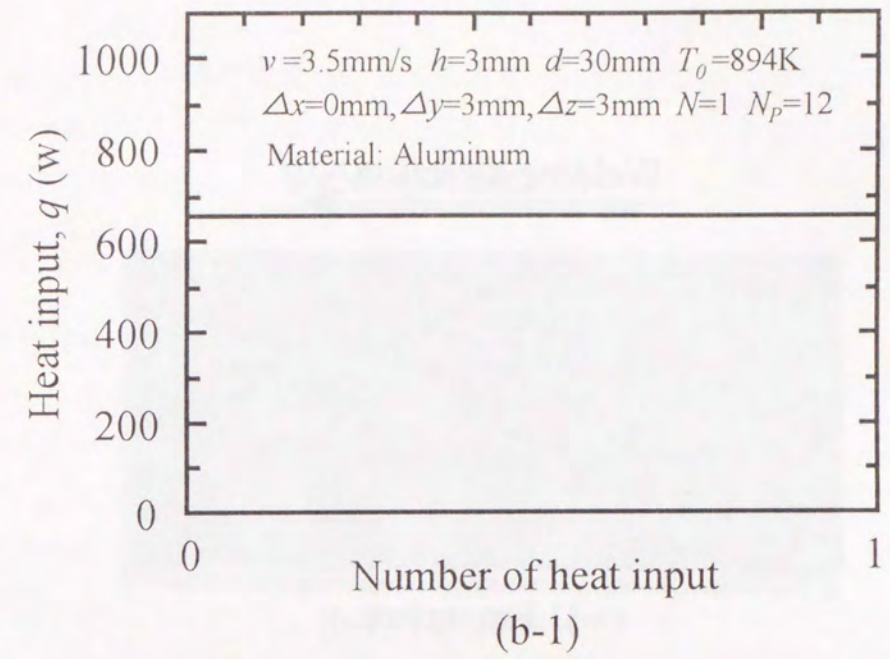 1000
800
600
400
200
0
Heat input, q (w)
v=3.5mm/s h=3mm d=30mm T₀=894K
Δx=0mm, Δy=3mm, Δz=3mm N=1 N_P=12
Material: Aluminum
0 1
Number of heat input
(b-1)